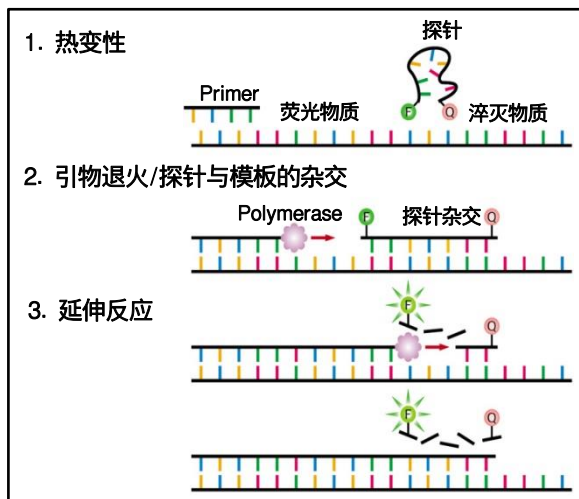 1. 热变性
探针
Primer
荧光物质
F
Q
淬灭物质
2. 引物退火/探针与模板的杂交
Polymerase
F
探针杂交
Q
3. 延伸反应
F
Q
F
Q